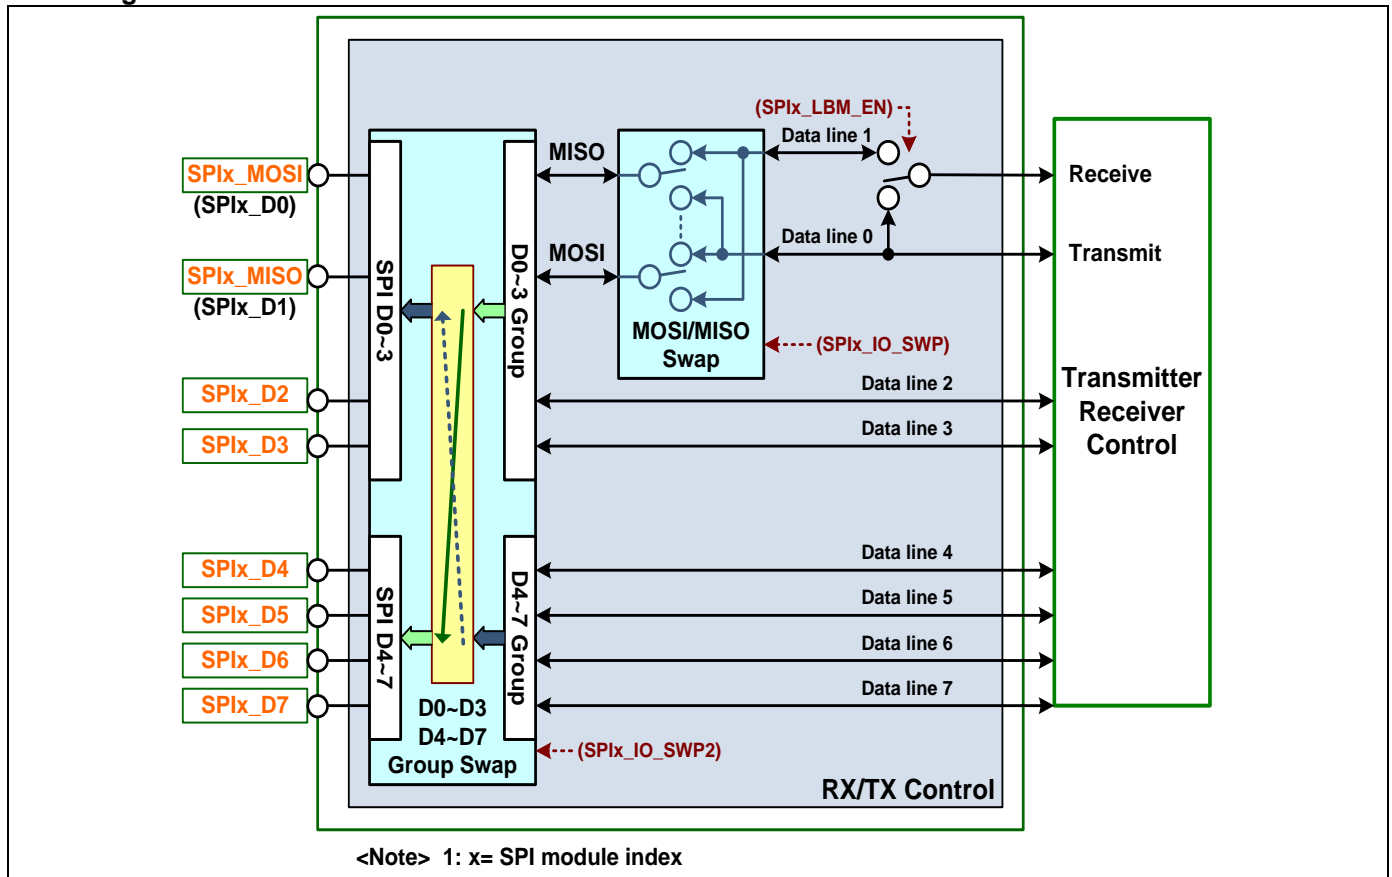 (SPIx_LBM_EN)
Data line 1
SPIx_MOSI
(SPIx_D0)
MISO
Receive
Data line 0
SPIx_MISO
(SPIx_D1)
MOSI
Transmit
SPI D0~3
D0~3 Group
MOSI/MISO
Swap
(SPIx_IO_SWP)
SPIx_D2
Data line 2
SPIx_D3
Data line 3
Transmitter
Receiver
Control
SPIx_D4
Data line 4
SPIx_D5
Data line 5
SPIx_D6
Data line 6
SPIx_D7
Data line 7
SPI D4~7
D4~7 Group
D0~D3
D4~D7
Group Swap
(SPIx_IO_SWP2)
RX/TX Control
<Note> 1: x= SPI module index